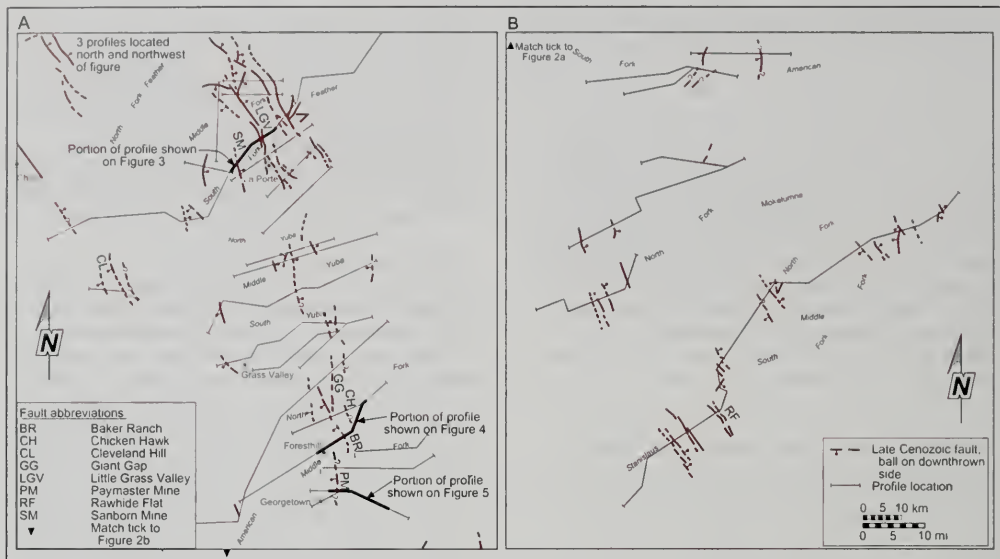 A
3 profiles located
north and northwest
of figure
North
Fork
Feather
Middle
Fork
Feather
LGV
SM
Portion of profile shown
on Figure 3
Fork
South
Porte
CL
North
Yuba
Middle
Yuba
South
Yuba
N
Grass Valley
GG
CH
Fork
North
Foresthill
BR
Fork
Middle
PM
Georgetown
American
Portion of profile
shown on Figure 4
Portion of profile
shown on Figure 5
Fault abbreviations
BR Baker Ranch
CH Chicken Hawk
CL Cleveland Hill
GG Giant Gap
LGV Little Grass Valley
PM Paymaster Mine
RF Rawhide Flat
SM Sanborn Mine
Match tick to
Figure 2b
B
Match tick to
Figure 2a
South
Fork
American
Mokelumne
Fork
North
Fork
North
Fork
Middle
Fork
South
RF
Stanislaus
N
Late Cenozoic fault,
ball on downthrown
side
Profile location
0 5 10 km
0 5 10 mi